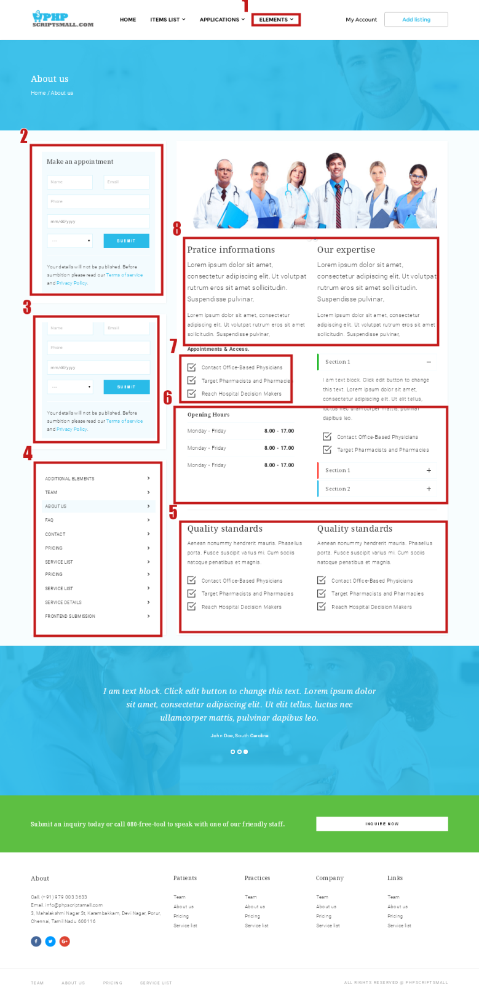 1
PHP
SCRIPTSMALL.COM
HOME
ITEMS LIST
APPLICATIONS
ELEMENTS
My Account
Add listing
About us
Home / About us
2
Make an appointment
Name
Email
Phone
mm/dd/yyyy
---
SUBMIT
Your details will not be published. Before
sumbition please read our Terms of service
and Privacy Policy.
3
Name
Email
Phone
mm/dd/yyyy
---
SUBMIT
Your details will not be published. Before
sumbition please read our Terms of service
and Privacy Policy.
4
ADDITIONAL ELEMENTS
TEAM
ABOUT US
FAQ
CONTACT
PRICING
SERVICE LIST
PRICING
SERVICE LIST
SERVICE DETAILS
FRONTEND SUBMISSION
8
Pratice informations
Lorem ipsum dolor sit amet,
consectetur adipiscing elit. Ut volutpat
rutrum eros sit amet sollicitudin.
Suspendisse pulvinar,
Lorem ipsum dolor sit amet, consectetur
adipiscing elit. Ut volutpat rutrum eros sit amet
sollicitudin. Suspendisse pulvinar,
Our expertise
Lorem ipsum dolor sit amet,
consectetur adipiscing elit. Ut volutpat
rutrum eros sit amet sollicitudin.
Suspendisse pulvinar,
Lorem ipsum dolor sit amet, consectetur
adipiscing elit. Ut volutpat rutrum eros sit amet
sollicitudin. Suspendisse pulvinar,
7
Appointments & Access.
Contact Office-Based Physicians
Target Pharmacists and Pharmacies
Reach Hospital Decision Makers
Section 1
I am text block. Click edit button to change
this text. Lorem ipsum dolor sit amet,
consectetur adipiscing elit. Ut elit tellus,
luctus nec ullamcorper mattis, pulvinar
dapibus leo.
Contact Office-Based Physicians
Target Pharmacists and Pharmacies
Section 1
Section 2
6
Opening Hours
Monday - Friday 8.00 - 17.00
Monday - Friday 8.00 - 17.00
Monday - Friday 8.00 - 17.00
5
Quality standards
Aenean nonummy hendrerit mauris. Phasellus
porta. Fusce suscipit varius mi. Cum sociis
natoque penatibus et magnis.
Contact Office-Based Physicians
Target Pharmacists and Pharmacies
Reach Hospital Decision Makers
Quality standards
Aenean nonummy hendrerit mauris. Phasellus
porta. Fusce suscipit varius mi. Cum sociis
natoque penatibus et magnis.
Contact Office-Based Physicians
Target Pharmacists and Pharmacies
Reach Hospital Decision Makers
I am text block. Click edit button to change this text. Lorem ipsum dolor
sit amet, consectetur adipiscing elit. Ut elit tellus, luctus nec
ullamcorper mattis, pulvinar dapibus leo.
John Doe, South Carolina
Submit an inquiry today or call 080-free-tool to speak with one of our friendly staff.
INQUIRE NOW
About
Call. (+91) 979 003 3633
Email. info@phpscriptsmall.com
3, Mahalakshmi Nagar St, Karambakkam, Devi Nagar, Porur,
Chennai, Tamil Nadu 600116
Patients
Team
About us
Pricing
Service list
Practices
Team
About us
Pricing
Service list
Company
Team
About us
Pricing
Service list
Links
Team
About us
Pricing
Service list
TEAM
ABOUT US
PRICING
SERVICE LIST
ALL RIGHTS RESERVED @ PHPSCRIPTSMALL